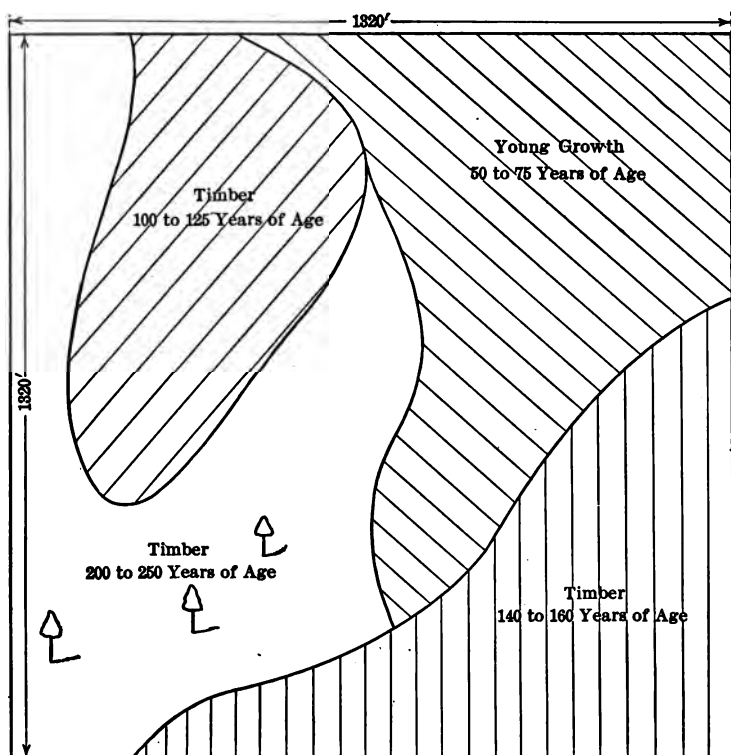 1320′
Young Growth
50 to 75 Years of Age
Timber
100 to 125 Years of Age
1320′
Timber
200 to 250 Years of Age
Timber
140 to 160 Years of Age